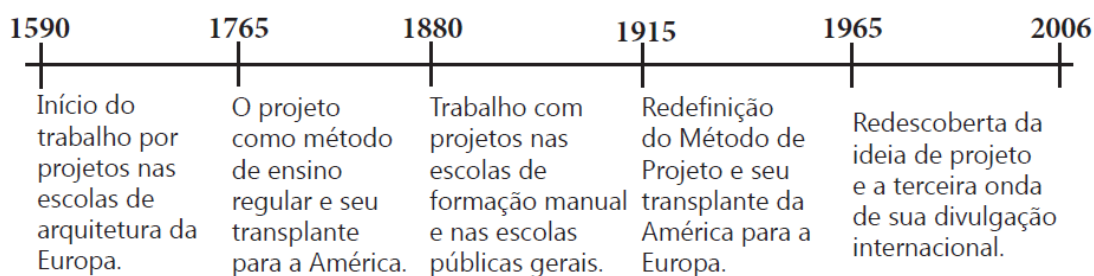 1590 1765 1880 1915 1965 2006
Início do
trabalho por
projetos nas
escolas de
arquitetura da
Europa.
O projeto
como método
de ensino
regular e seu
transplante
para a América.
Trabalho com
projetos nas
escolas de
formação manual
e nas escolas
públicas gerais.
Redefinição
do Método de
Projeto e seu
transplante da
América para a
Europa.
Redescoberta da
ideia de projeto
e a terceira onda
de sua divulgação
internacional.